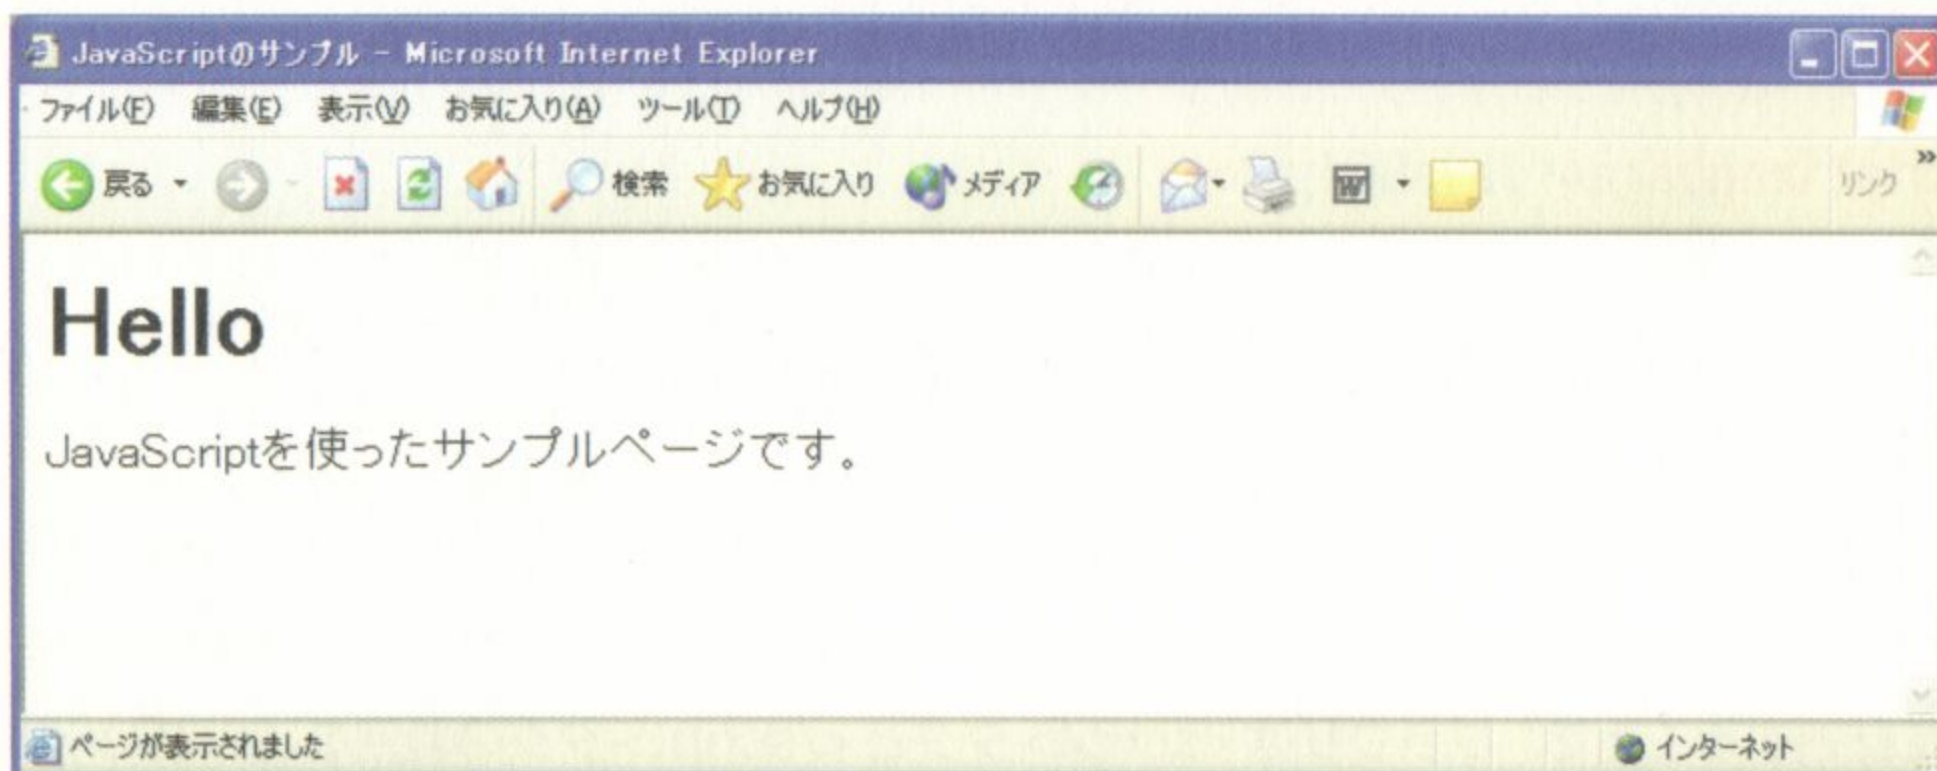 JavaScriptのサンプル - Microsoft Internet Explorer
ファイル(F) 編集(E) 表示(V) お気に入り(A) ツール(T) ヘルプ(H)
戻る 検索 お気に入り メディア W リンク »
Hello
JavaScriptを使ったサンプルページです。
ページが表示されました インターネット